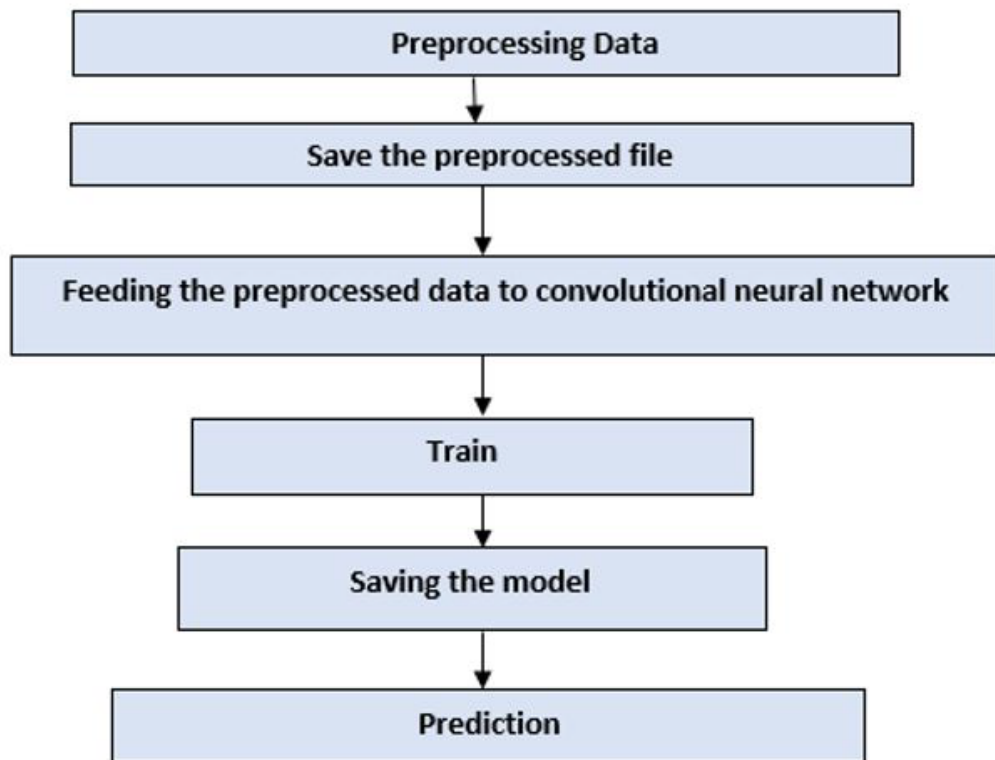 Preprocessing Data
Save the preprocessed file
Feeding the preprocessed data to convolutional neural network
Train
Saving the model
Prediction